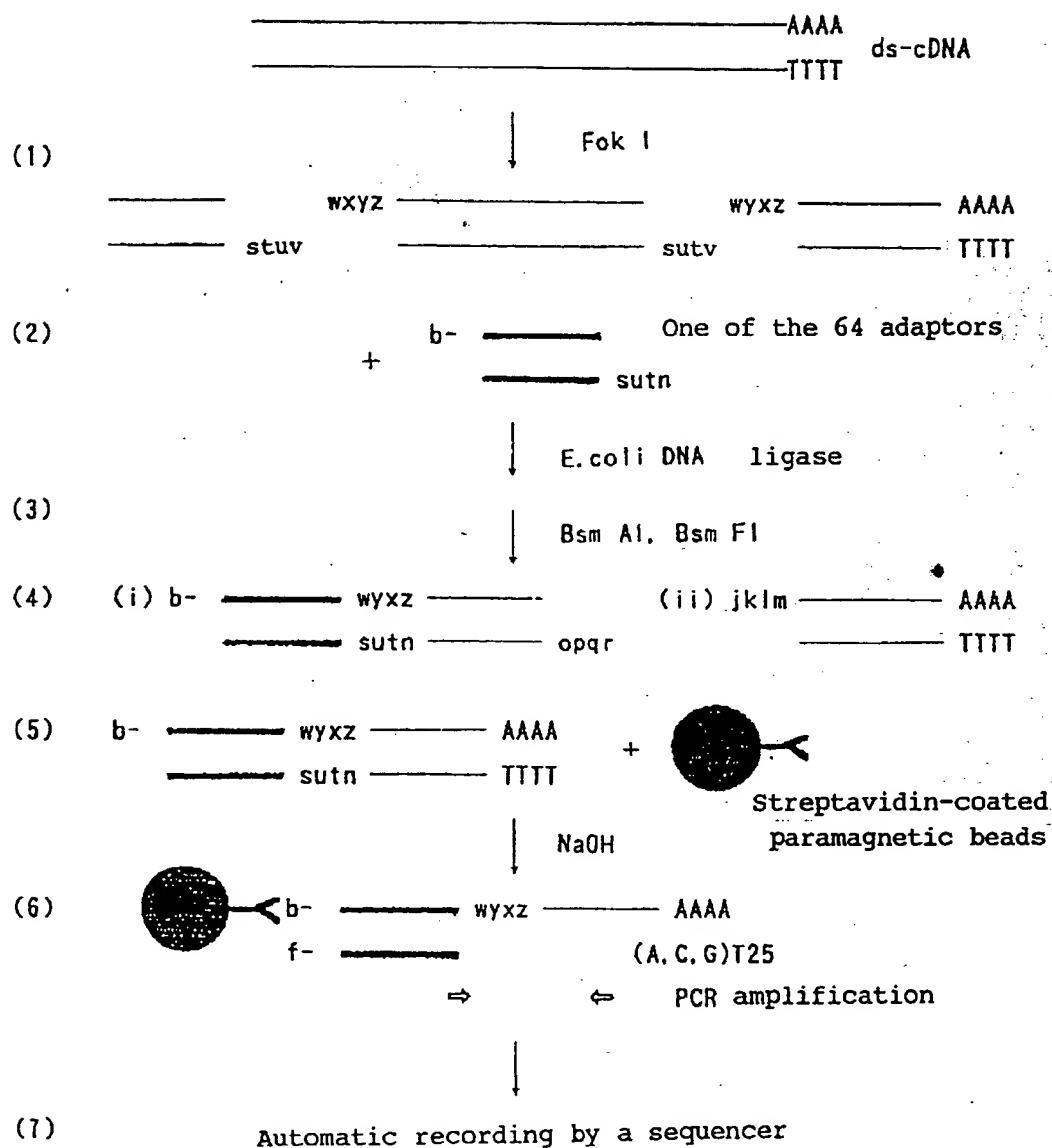 AAAA
ds-cDNA
TTTT
(1) Fok I
wxyz wyxz AAAA
stuv sutv TTTT
(2) b- One of the 64 adaptors
+ sutn
E.coli DNA ligase
(3)
Bsm AI, Bsm FI
(4) (i) b- wyxz (ii) jklm AAAA
sutn opqr TTTT
(5) b- wyxz AAAA +
sutn TTTT
Streptavidin-coated
paramagnetic beads
NaOH
(6) b- wyxz AAAA
f- (A, C, G)T25
⇨ ⇦ PCR amplification
(7) Automatic recording by a sequencer